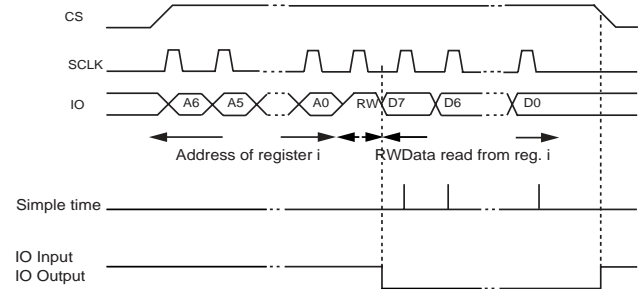 CS
SCLK
IO A6 A5 A0 RW D7 D6 D0
Address of register i RWData read from reg. i
Simple time
IO Input
IO Output